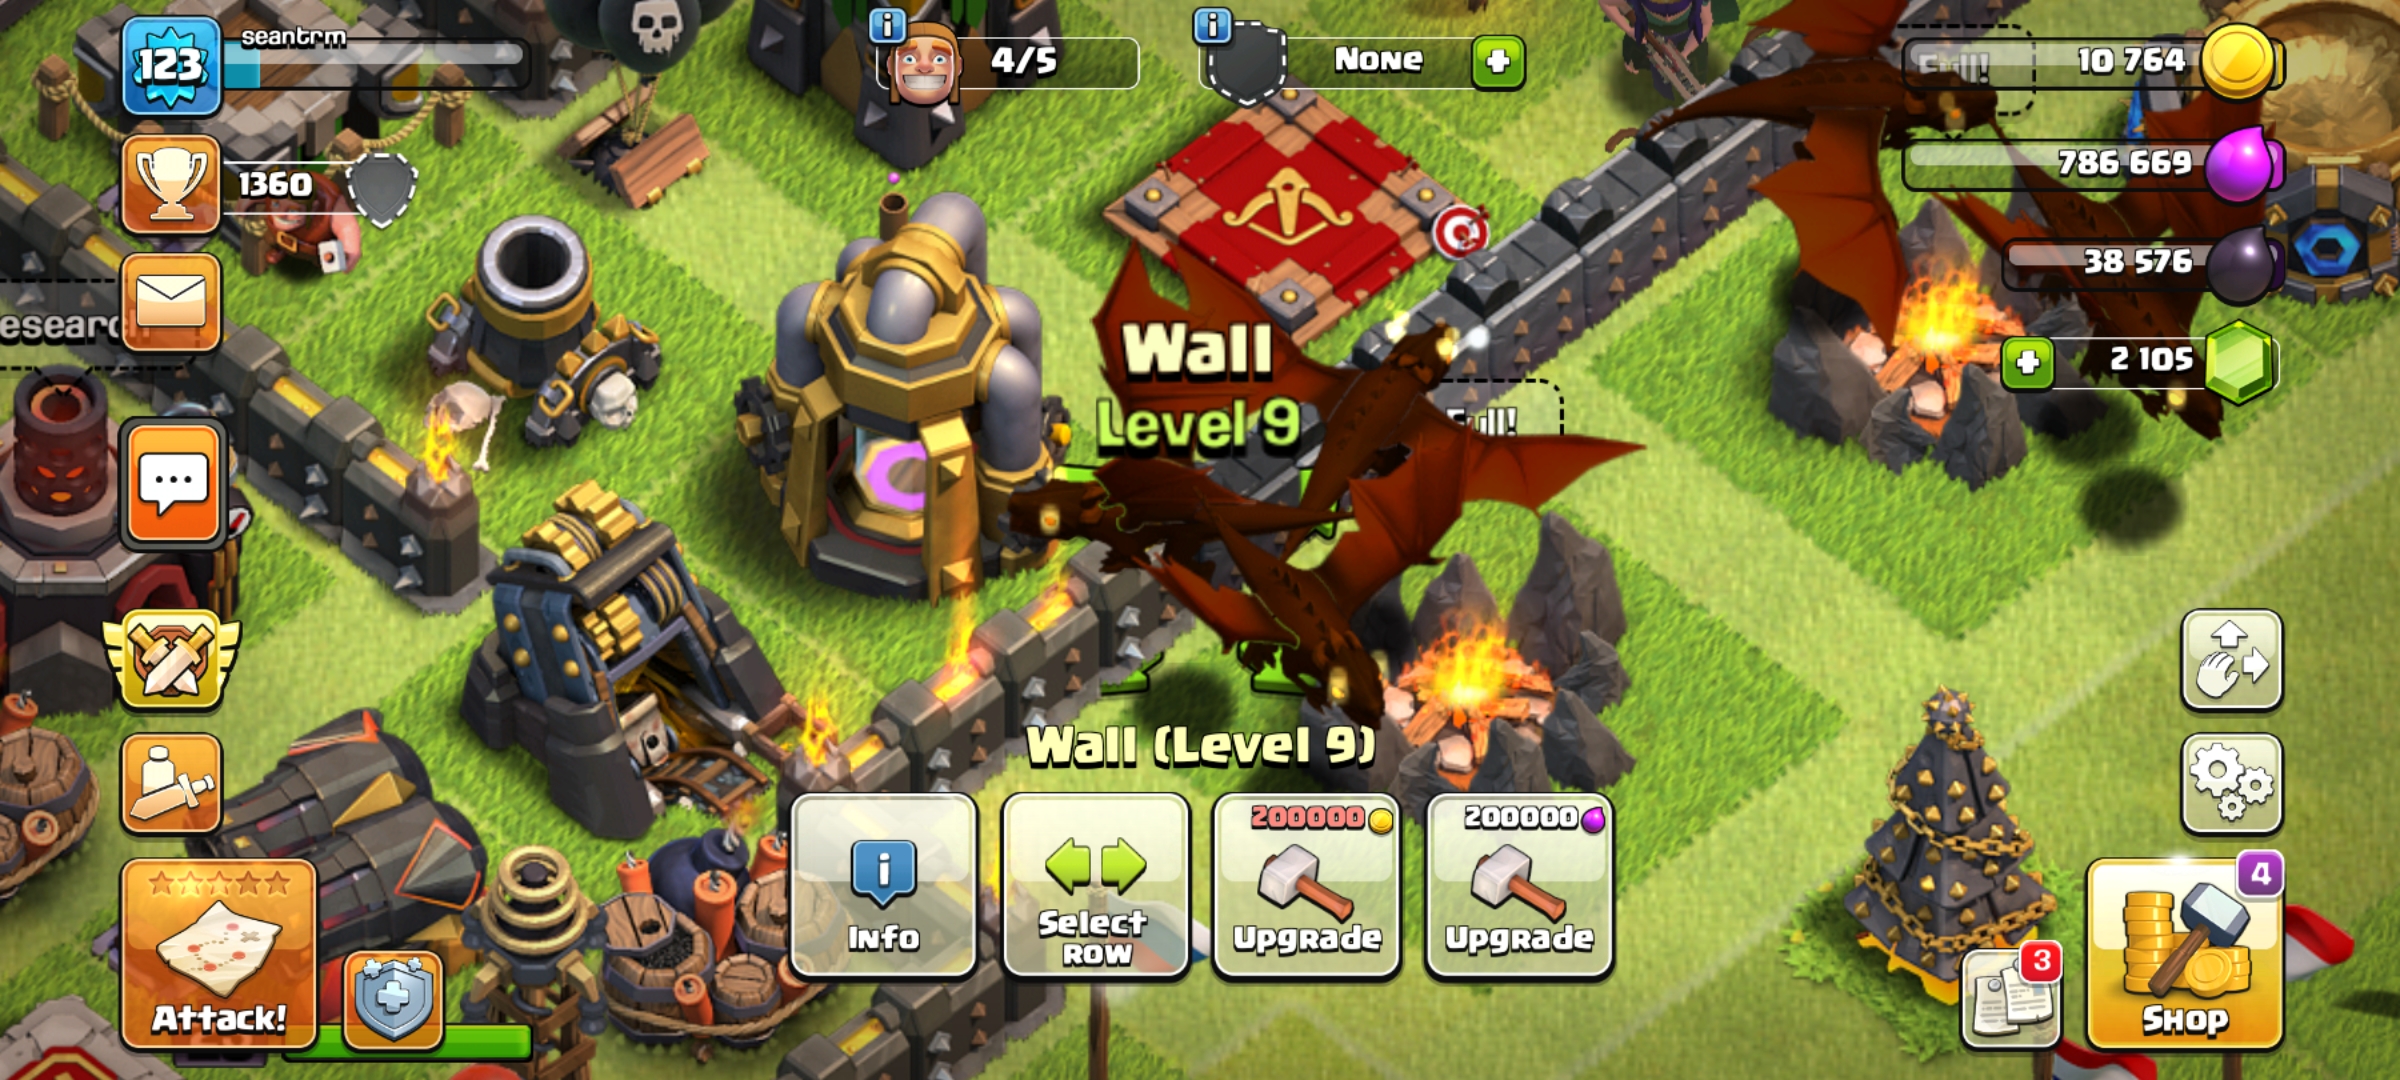 123
seantrm
4/5
None
Full!
10 764
1360
786 669
38 576
2 105
Wall
Level 9
Wall (Level 9)
200000
200000
Info
Select
row
Upgrade
Upgrade
4
3
Attack!
Shop